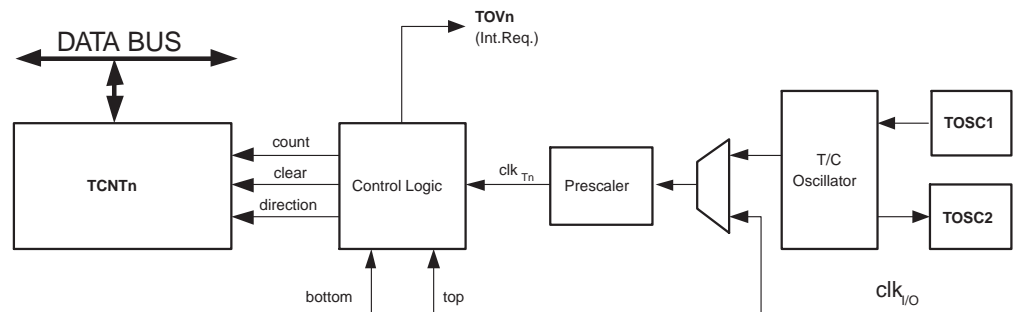 TOVn
(Int.Req.)
DATA BUS
TOSC1
count
T/C
Oscillator
TCNTn
clear
Control Logic
clk Tn
Prescaler
direction
TOSC2
bottom
top
clk I/O